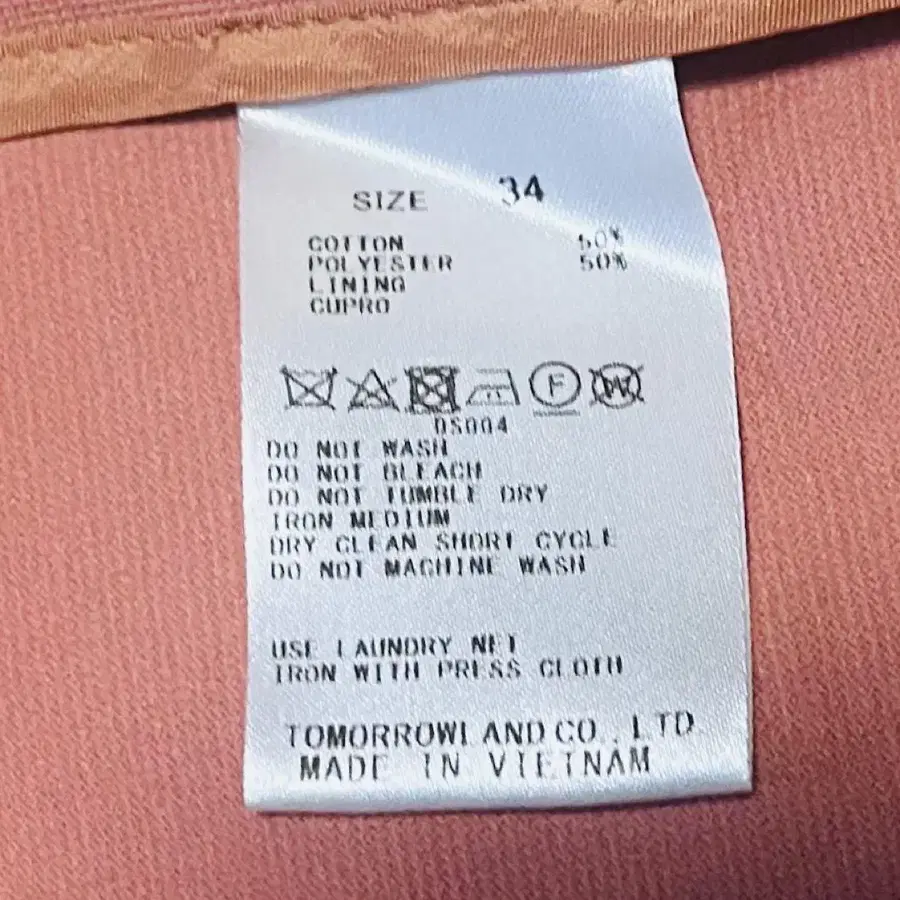 SIZE 34
COTTON 50%
POLYESTER 50%
LINING
CUPRO
F W
DS004
DO NOT WASH
DO NOT BLEACH
DO NOT TUMBLE DRY
IRON MEDIUM
DRY CLEAN SHORT CYCLE
DO NOT MACHINE WASH
USE LAUNDRY NET
IRON WITH PRESS CLOTH
TOMORROWLAND CO., LTD.
MADE IN VIETNAM